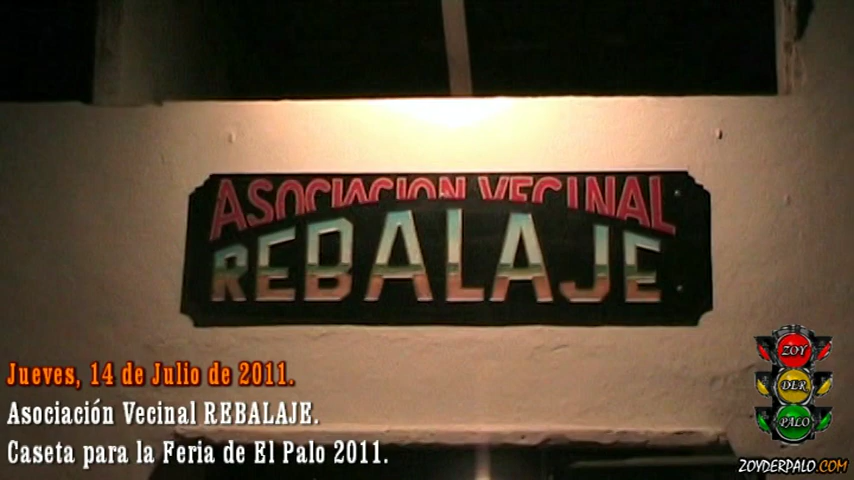 ASOCIACION VECINAL
REBALAJE
Jueves, 14 de Julio de 2011.
Asociación Vecinal REBALAJE.
Caseta para la Feria de El Palo 2011.
ZOY
DER
PALO
ZOYDERPALO.COM